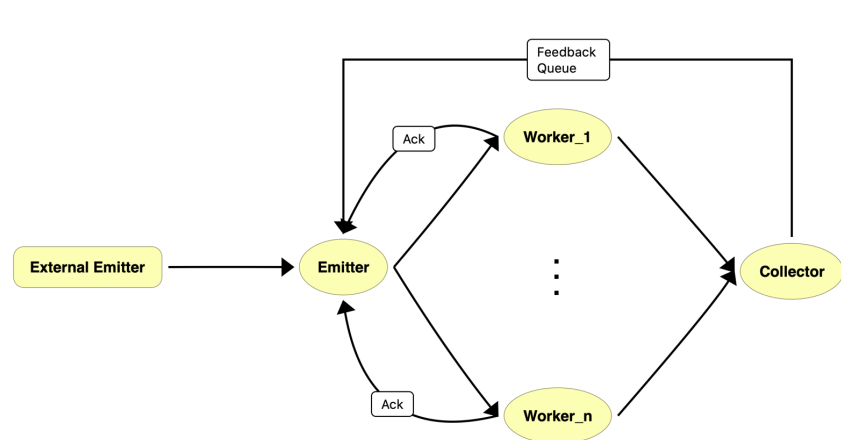 Feedback
Queue
Ack
Worker_1
External Emitter
Emitter
Collector
Ack
Worker_n